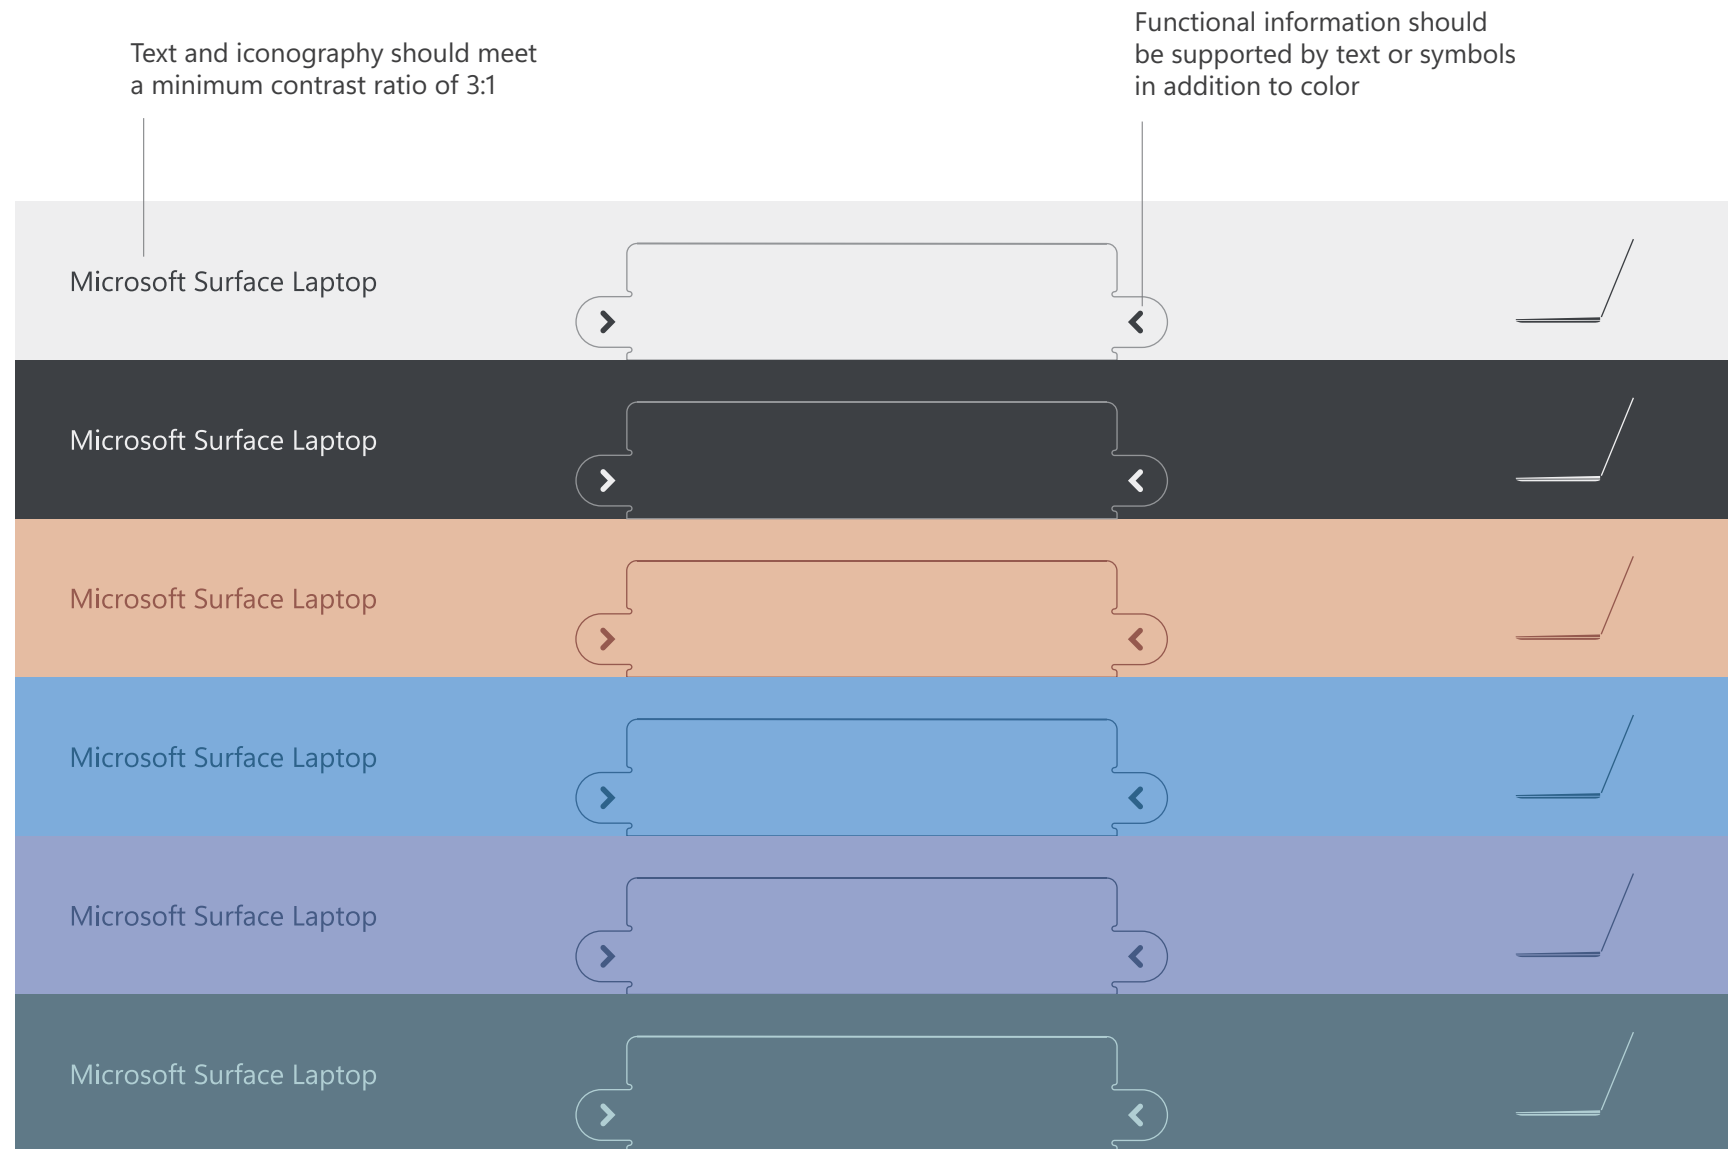 Text and iconography should meet
a minimum contrast ratio of 3:1
Functional information should
be supported by text or symbols
in addition to color
Microsoft Surface Laptop
Microsoft Surface Laptop
Microsoft Surface Laptop
Microsoft Surface Laptop
Microsoft Surface Laptop
Microsoft Surface Laptop